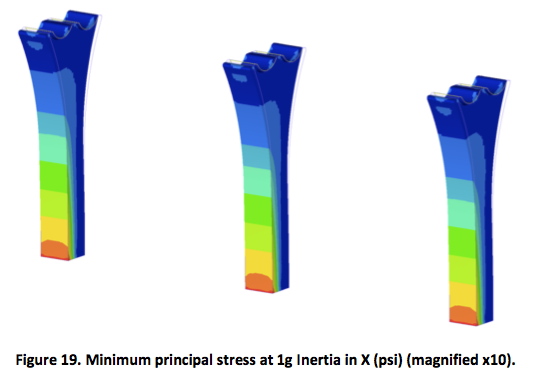 Figure 19. Minimum principal stress at 1g Inertia in X (psi) (magnified x10).